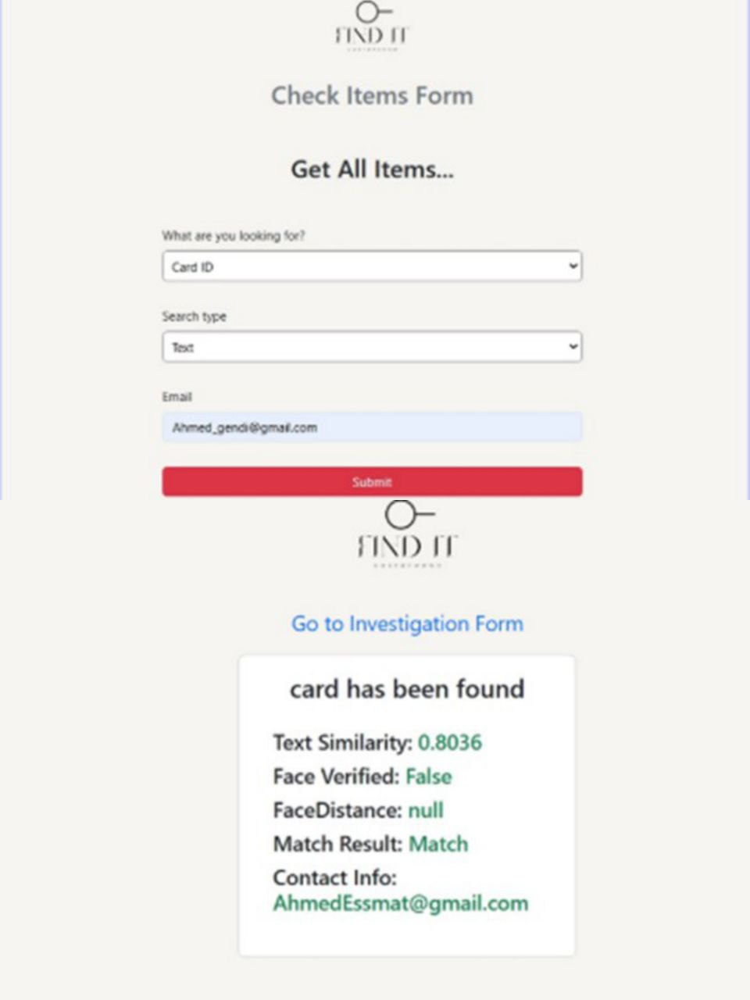 FIND IT
Check Items Form
Get All Items...
What are you looking for?
Card ID
Search type
Text
Email
Ahmed_gendi@gmail.com
Submit
FIND IT
Go to Investigation Form
card has been found
Text Similarity: 0.8036
Face Verified: False
FaceDistance: null
Match Result: Match
Contact Info:
AhmedEssmat@gmail.com